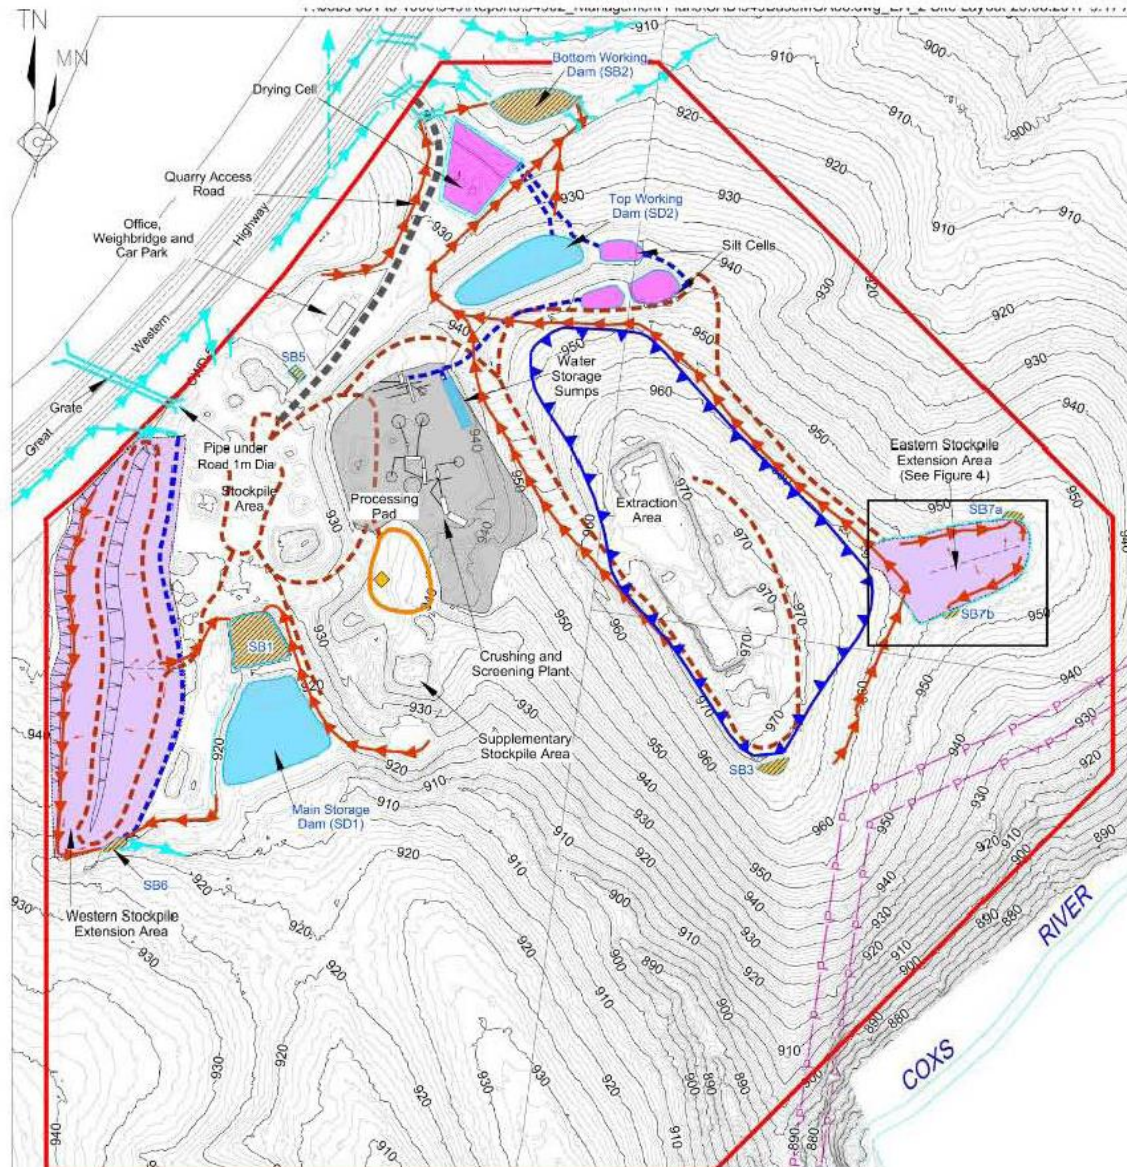 TN
MN
Bottom Working
Dam (SB2)
Drying Cell
Quarry Access
Road
Office,
Weighbridge and
Car Park
Highway
Western
Great
Grate
Top Working
Dam (SD2)
Silt Cells
SB5
Water
Storage
Sumps
Pipe under
Road 1m Dia
Stockpile
Area
Processing
Pad
Extraction
Area
Eastern Stockpile
Extension Area
(See Figure 4)
SB7a
SB7b
SB1
Crushing and
Screening Plant
Supplementary
Stockpile Area
Main Storage
Dam (SD1)
SB3
SB6
Western Stockpile
Extension Area
COXS
RIVER
900
910
920
930
940
950
960
970
890
880
P